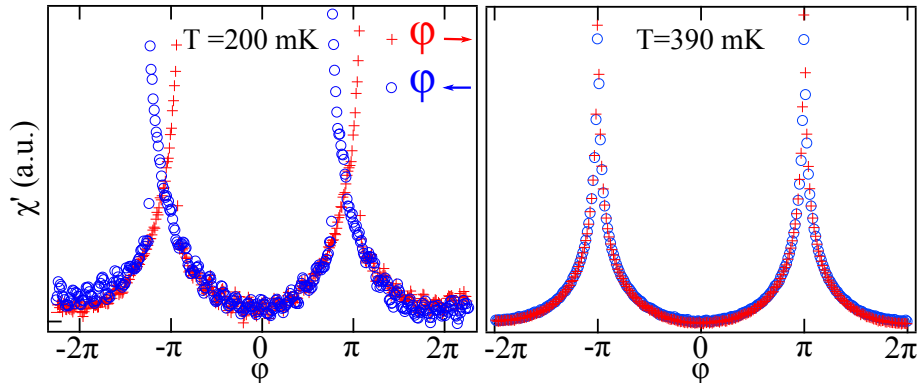 T =200 mK
+ φ →
○ φ ←
T=390 mK
χ' (a.u.)
-2π -π 0 π 2π
φ
-2π -π 0 π 2π
φ